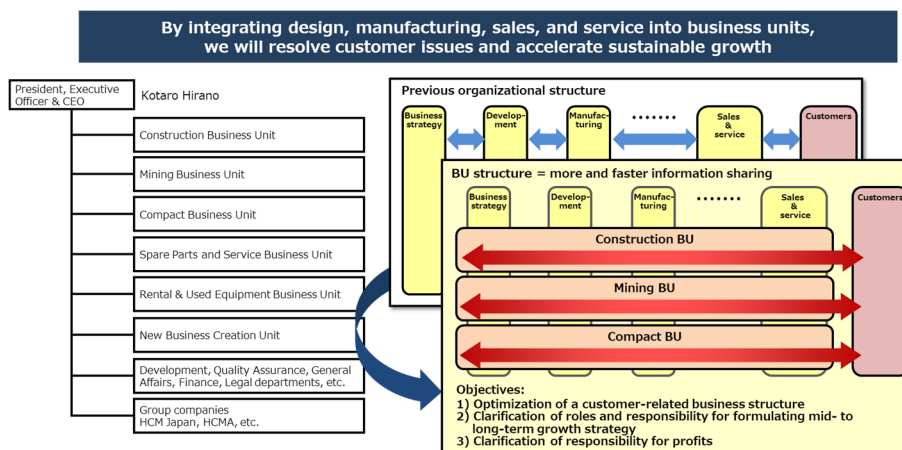 By integrating design, manufacturing, sales, and service into business units,
we will resolve customer issues and accelerate sustainable growth
President, Executive
Officer & CEO
Kotaro Hirano
Construction Business Unit
Mining Business Unit
Compact Business Unit
Spare Parts and Service Business Unit
Rental & Used Equipment Business Unit
New Business Creation Unit
Development, Quality Assurance, General
Affairs, Finance, Legal departments, etc.
Group companies
HCM Japan, HCMA, etc.
Previous organizational structure
Business
strategy
Develop-
ment
Manufac-
turing
.......
Sales
&
service
Customers
BU structure = more and faster information sharing
Business
strategy
Develop-
ment
Manufac-
turing
.......
Sales
&
service
Customers
Construction BU
Mining BU
Compact BU
Objectives:
1) Optimization of a customer-related business structure
2) Clarification of roles and responsibility for formulating mid- to
long-term growth strategy
3) Clarification of responsibility for profits